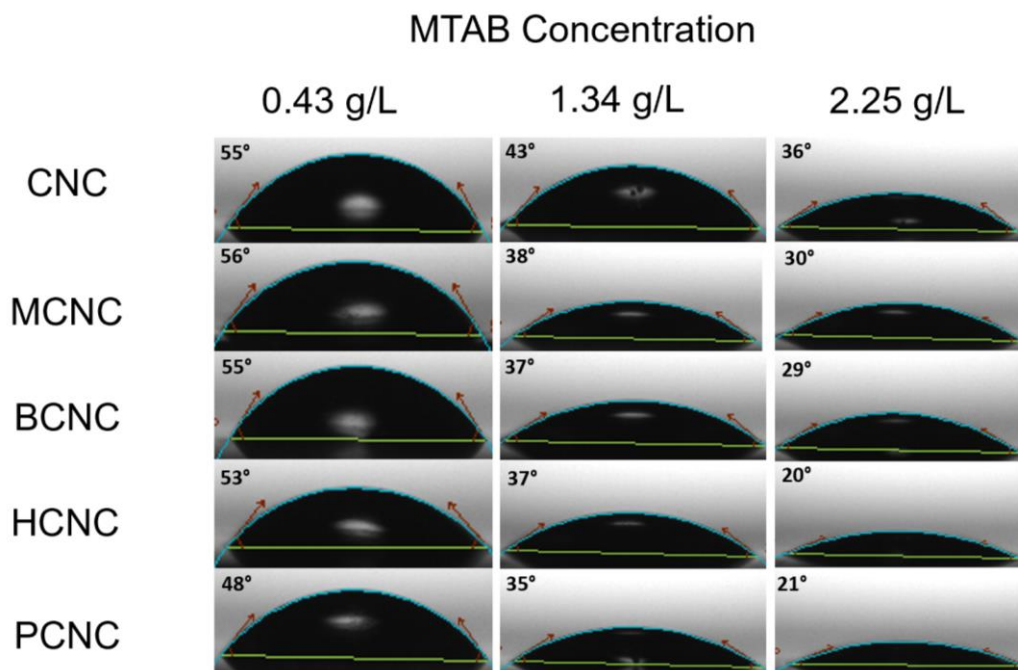 MTAB Concentration
0.43 g/L 1.34 g/L 2.25 g/L
CNC 55° 43° 36°
MCNC 56° 38° 30°
BCNC 55° 37° 29°
HCNC 53° 37° 20°
PCNC 48° 35° 21°